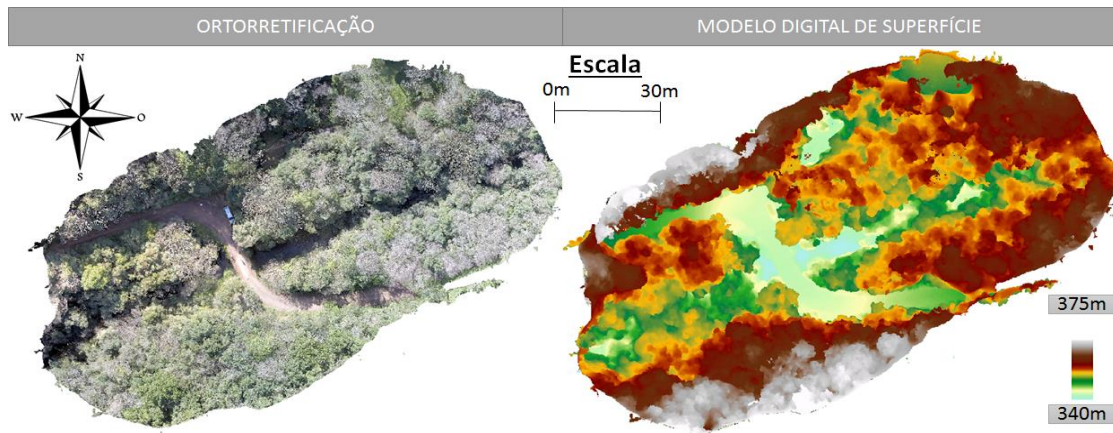 ORTORRETIFICAÇÃO
MODELO DIGITAL DE SUPERFÍCIE
N
W
O
S
Escala
0m
30m
375m
340m